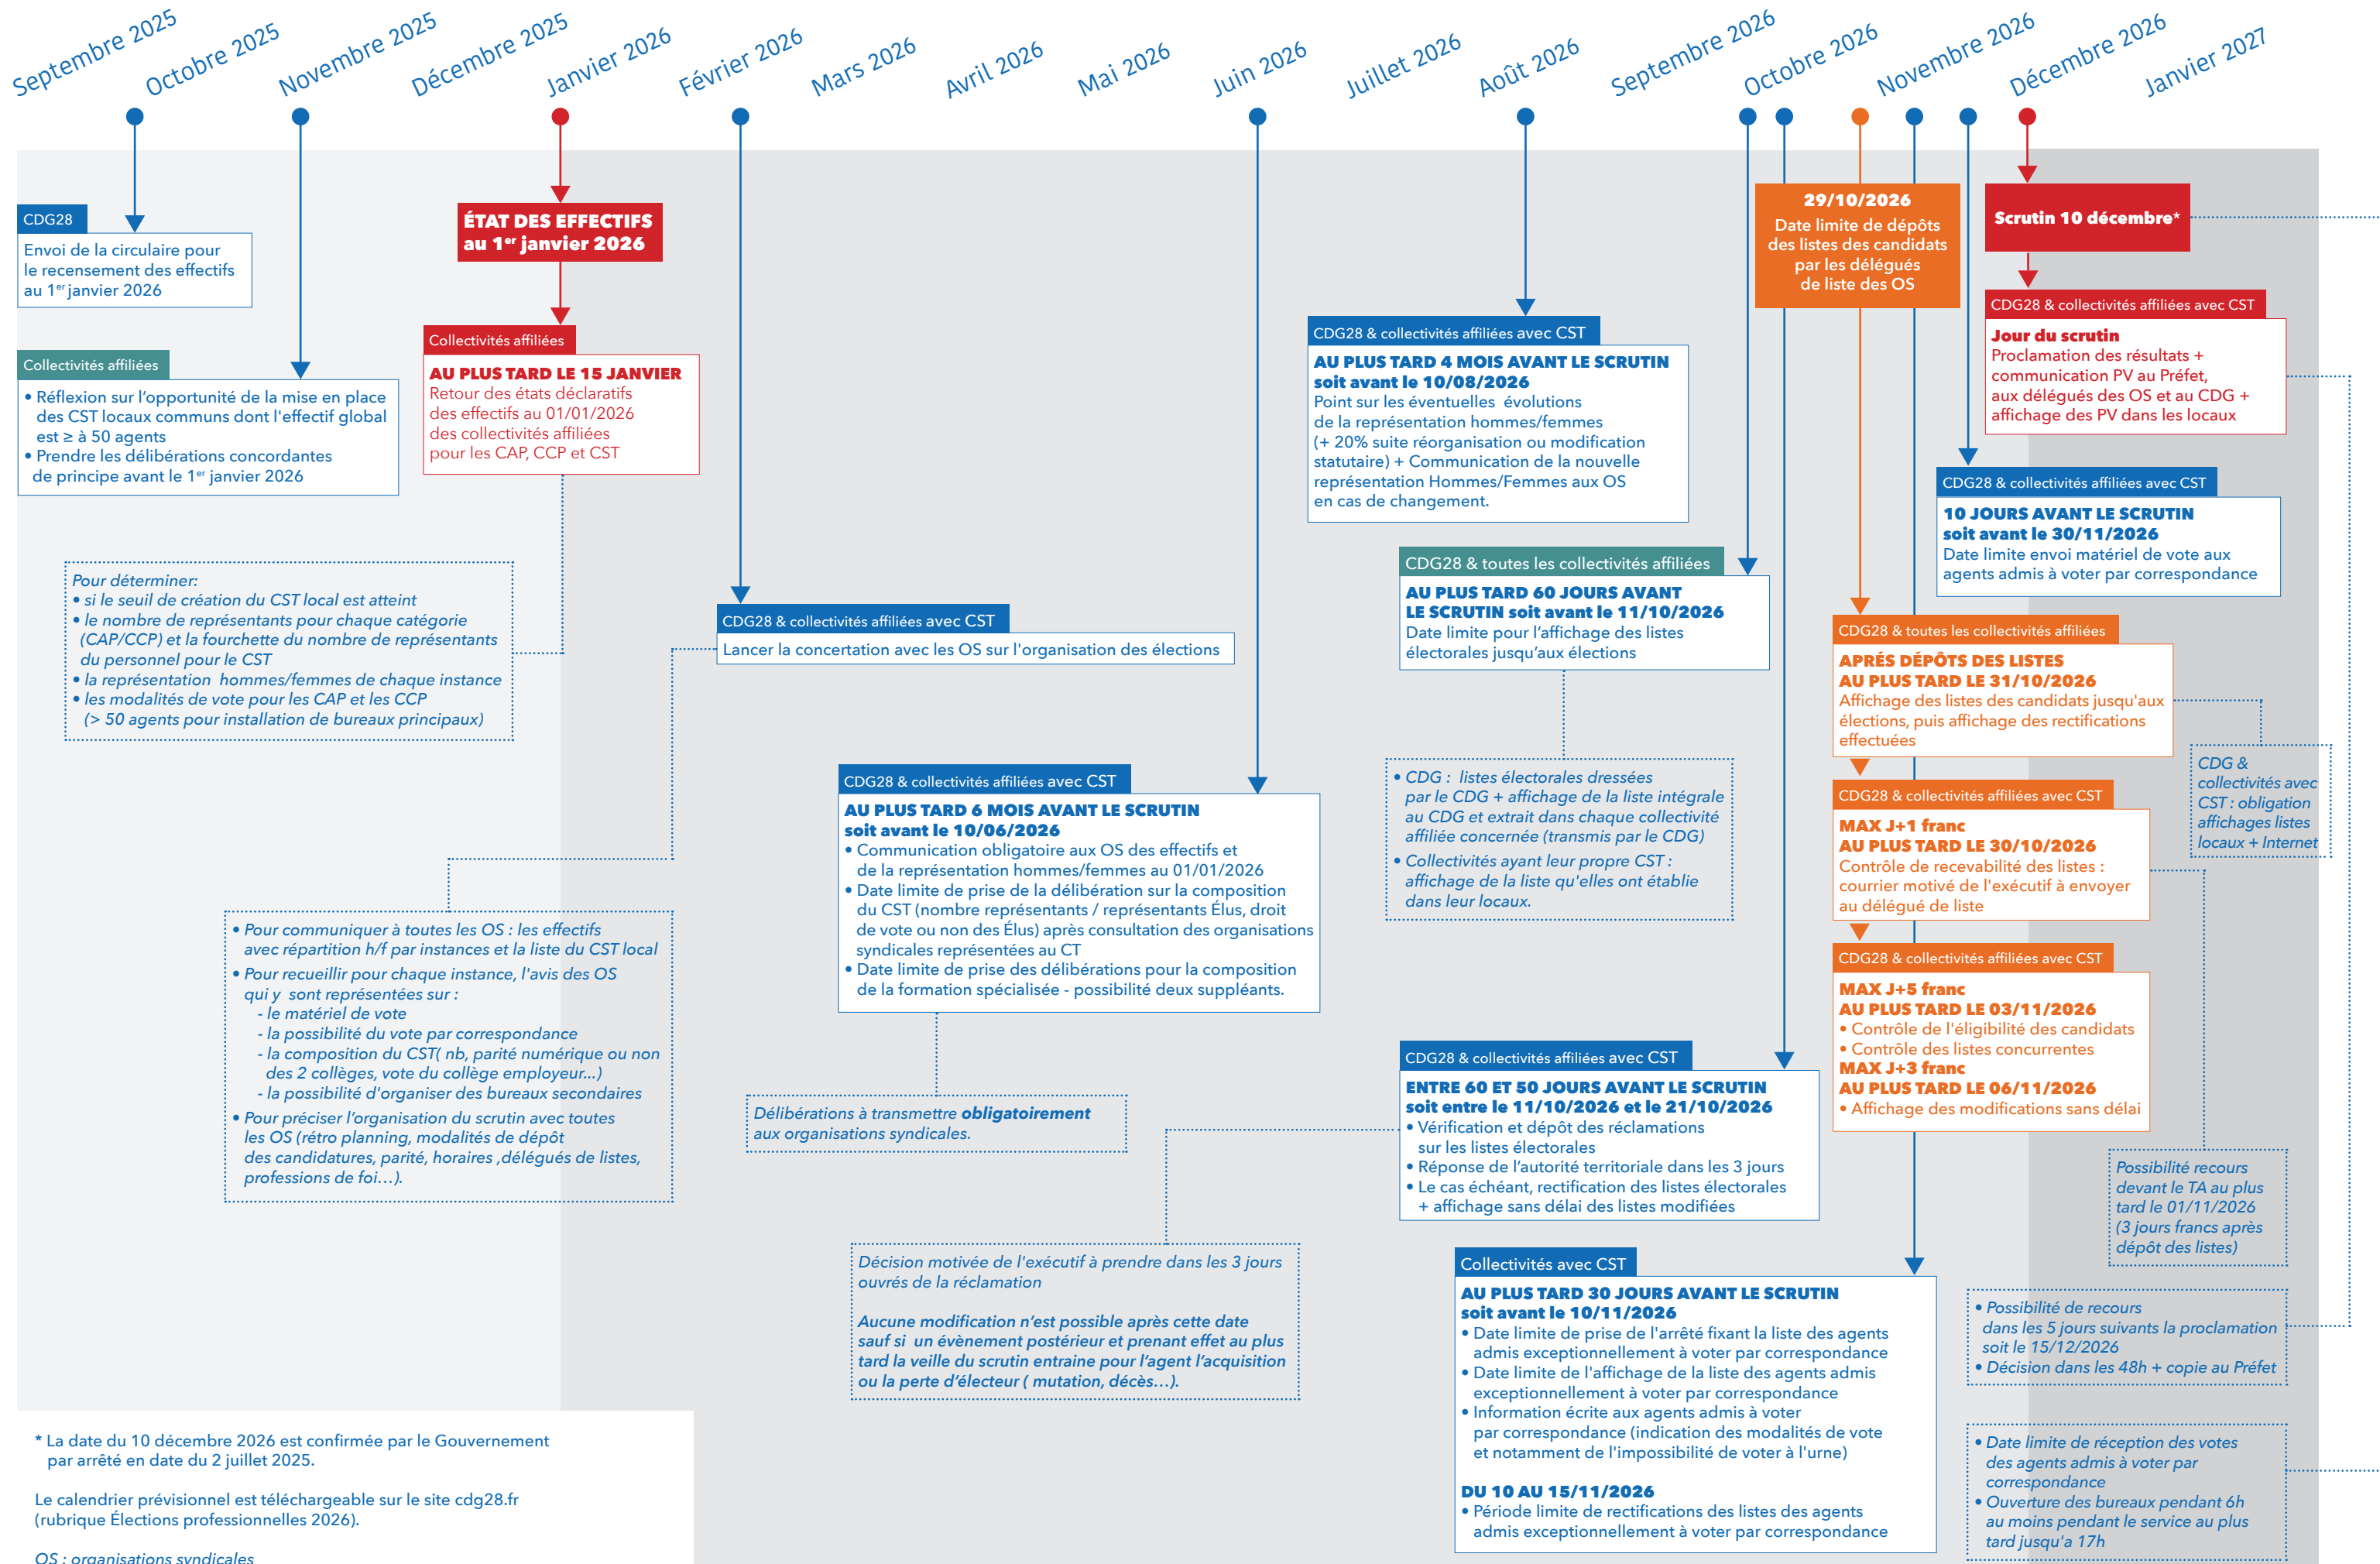 Septembre 2025
Octobre 2025
Novembre 2025
Décembre 2025
Janvier 2026
Février 2026
Mars 2026
Avril 2026
Mai 2026
Juin 2026
Juillet 2026
Août 2026
Septembre 2026
Octobre 2026
Novembre 2026
Décembre 2026
Janvier 2027
CDG28
Envoi de la circulaire pour
le recensement des effectifs
au 1er janvier 2026
Collectivités affiliées
• Réflexion sur l'opportunité de la mise en place
des CST locaux communs dont l'effectif global
est ≥ à 50 agents
• Prendre les délibérations concordantes
de principe avant le 1er janvier 2026
ÉTAT DES EFFECTIFS
au 1er janvier 2026
Collectivités affiliées
AU PLUS TARD LE 15 JANVIER
Retour des états déclaratifs
des effectifs au 01/01/2026
des collectivités affiliées
pour les CAP, CCP et CST
Pour déterminer:
• si le seuil de création du CST local est atteint
• le nombre de représentants pour chaque catégorie
(CAP/CCP) et la fourchette du nombre de représentants
du personnel pour le CST
• la représentation hommes/femmes de chaque instance
• les modalités de vote pour les CAP et les CCP
(> 50 agents pour installation de bureaux principaux)
CDG28 & collectivités affiliées avec CST
Lancer la concertation avec les OS sur l'organisation des élections
• Pour communiquer à toutes les OS : les effectifs
avec répartition h/f par instances et la liste du CST local
• Pour recueillir pour chaque instance, l'avis des OS
qui y sont représentées sur :
- le matériel de vote
- la possibilité du vote par correspondance
- la composition du CST( nb, parité numérique ou non
des 2 collèges, vote du collège employeur...)
- la possibilité d'organiser des bureaux secondaires
• Pour préciser l'organisation du scrutin avec toutes
les OS (rétro planning, modalités de dépôt
des candidatures, parité, horaires ,délégués de listes,
professions de foi…).
CDG28 & collectivités affiliées avec CST
AU PLUS TARD 6 MOIS AVANT LE SCRUTIN
soit avant le 10/06/2026
• Communication obligatoire aux OS des effectifs et
de la représentation hommes/femmes au 01/01/2026
• Date limite de prise de la délibération sur la composition
du CST (nombre représentants / représentants Élus, droit
de vote ou non des Élus) après consultation des organisations
syndicales représentées au CT
• Date limite de prise des délibérations pour la composition
de la formation spécialisée - possibilité deux suppléants.
Délibérations à transmettre obligatoirement
aux organisations syndicales.
CDG28 & collectivités affiliées avec CST
AU PLUS TARD 4 MOIS AVANT LE SCRUTIN
soit avant le 10/08/2026
Point sur les éventuelles évolutions
de la représentation hommes/femmes
(+ 20% suite réorganisation ou modification
statutaire) + Communication de la nouvelle
représentation Hommes/Femmes aux OS
en cas de changement.
CDG28 & toutes les collectivités affiliées
AU PLUS TARD 60 JOURS AVANT
LE SCRUTIN soit avant le 11/10/2026
Date limite pour l'affichage des listes
électorales jusqu'aux élections
• CDG : listes électorales dressées
par le CDG + affichage de la liste intégrale
au CDG et extrait dans chaque collectivité
affiliée concernée (transmis par le CDG)
• Collectivités ayant leur propre CST :
affichage de la liste qu'elles ont établie
dans leur locaux.
CDG28 & collectivités affiliées avec CST
ENTRE 60 ET 50 JOURS AVANT LE SCRUTIN
soit entre le 11/10/2026 et le 21/10/2026
• Vérification et dépôt des réclamations
sur les listes électorales
• Réponse de l'autorité territoriale dans les 3 jours
• Le cas échéant, rectification des listes électorales
+ affichage sans délai des listes modifiées
Décision motivée de l'exécutif à prendre dans les 3 jours
ouvrés de la réclamation
Aucune modification n'est possible après cette date
sauf si un évènement postérieur et prenant effet au plus
tard la veille du scrutin entraine pour l'agent l'acquisition
ou la perte d'électeur ( mutation, décès…).
Collectivités avec CST
AU PLUS TARD 30 JOURS AVANT LE SCRUTIN
soit avant le 10/11/2026
• Date limite de prise de l'arrêté fixant la liste des agents
admis exceptionnellement à voter par correspondance
• Date limite de l'affichage de la liste des agents admis
exceptionnellement à voter par correspondance
• Information écrite aux agents admis à voter
par correspondance (indication des modalités de vote
et notamment de l'impossibilité de voter à l'urne)
DU 10 AU 15/11/2026
• Période limite de rectifications des listes des agents
admis exceptionnellement à voter par correspondance
29/10/2026
Date limite de dépôts
des listes des candidats
par les délégués
de liste des OS
CDG28 & toutes les collectivités affiliées
APRÉS DÉPÔTS DES LISTES
AU PLUS TARD LE 31/10/2026
Affichage des listes des candidats jusqu'aux
élections, puis affichage des rectifications
effectuées
CDG &
collectivités avec
CST : obligation
affichages listes
locaux + Internet
CDG28 & collectivités affiliées avec CST
MAX J+1 franc
AU PLUS TARD LE 30/10/2026
Contrôle de recevabilité des listes :
courrier motivé de l'exécutif à envoyer
au délégué de liste
CDG28 & collectivités affiliées avec CST
MAX J+5 franc
AU PLUS TARD LE 03/11/2026
• Contrôle de l'éligibilité des candidats
• Contrôle des listes concurrentes
MAX J+3 franc
AU PLUS TARD LE 06/11/2026
• Affichage des modifications sans délai
Possibilité recours
devant le TA au plus
tard le 01/11/2026
(3 jours francs après
dépôt des listes)
Scrutin 10 décembre*
CDG28 & collectivités affiliées avec CST
Jour du scrutin
Proclamation des résultats +
communication PV au Préfet,
aux délégués des OS et au CDG +
affichage des PV dans les locaux
CDG28 & collectivités affiliées avec CST
10 JOURS AVANT LE SCRUTIN
soit avant le 30/11/2026
Date limite envoi matériel de vote aux
agents admis à voter par correspondance
• Possibilité de recours
dans les 5 jours suivants la proclamation
soit le 15/12/2026
• Décision dans les 48h + copie au Préfet
• Date limite de réception des votes
des agents admis à voter par
correspondance
• Ouverture des bureaux pendant 6h
au moins pendant le service au plus
tard jusqu'a 17h
* La date du 10 décembre 2026 est confirmée par le Gouvernement
par arrêté en date du 2 juillet 2025.
Le calendrier prévisionnel est téléchargeable sur le site cdg28.fr
(rubrique Élections professionnelles 2026).
OS : organisations syndicales